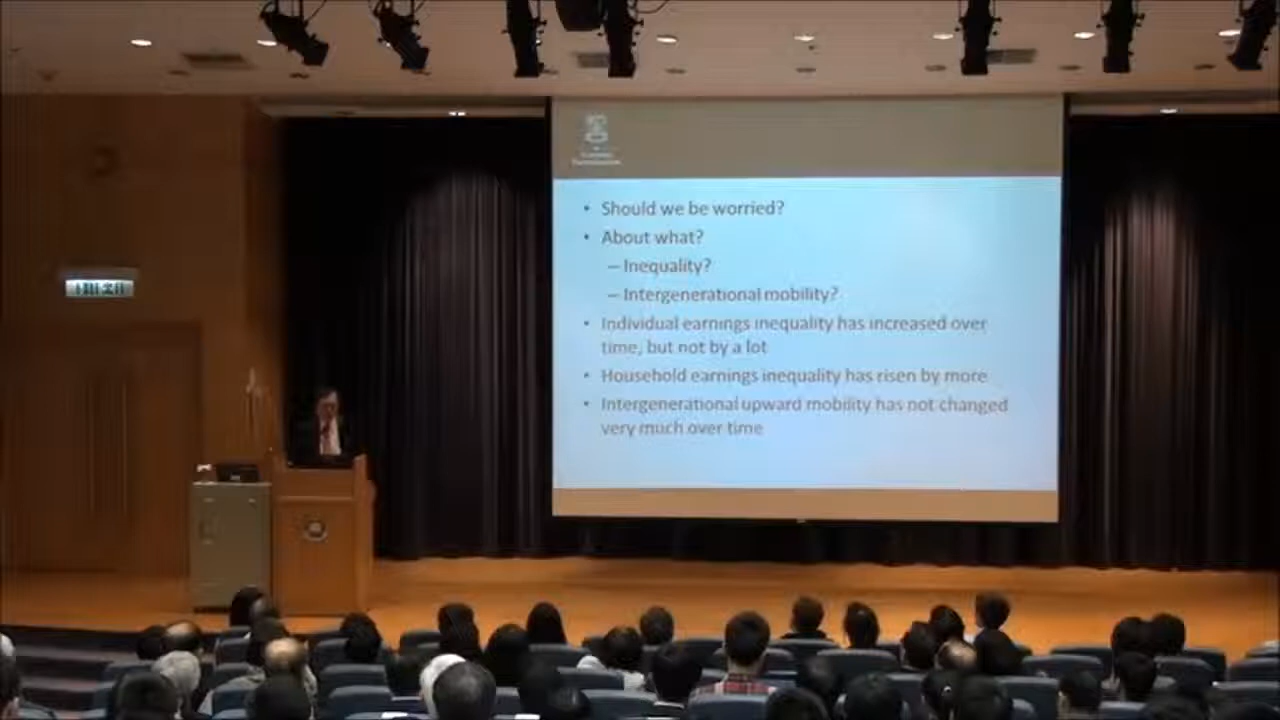 • Should we be worried?
• About what?
– Inequality?
– Intergenerational mobility?
• Individual earnings inequality has increased over
time, but not by a lot
• Household earnings inequality has risen by more
• Intergenerational upward mobility has not changed
very much over time